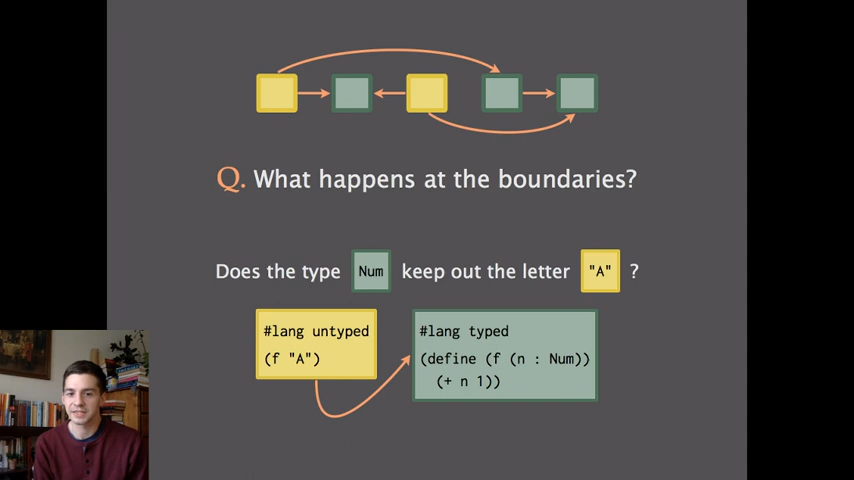 Q. What happens at the boundaries?
Does the type Num keep out the letter "A" ?
#lang untyped
(f "A")
#lang typed
(define (f (n : Num))
(+ n 1))